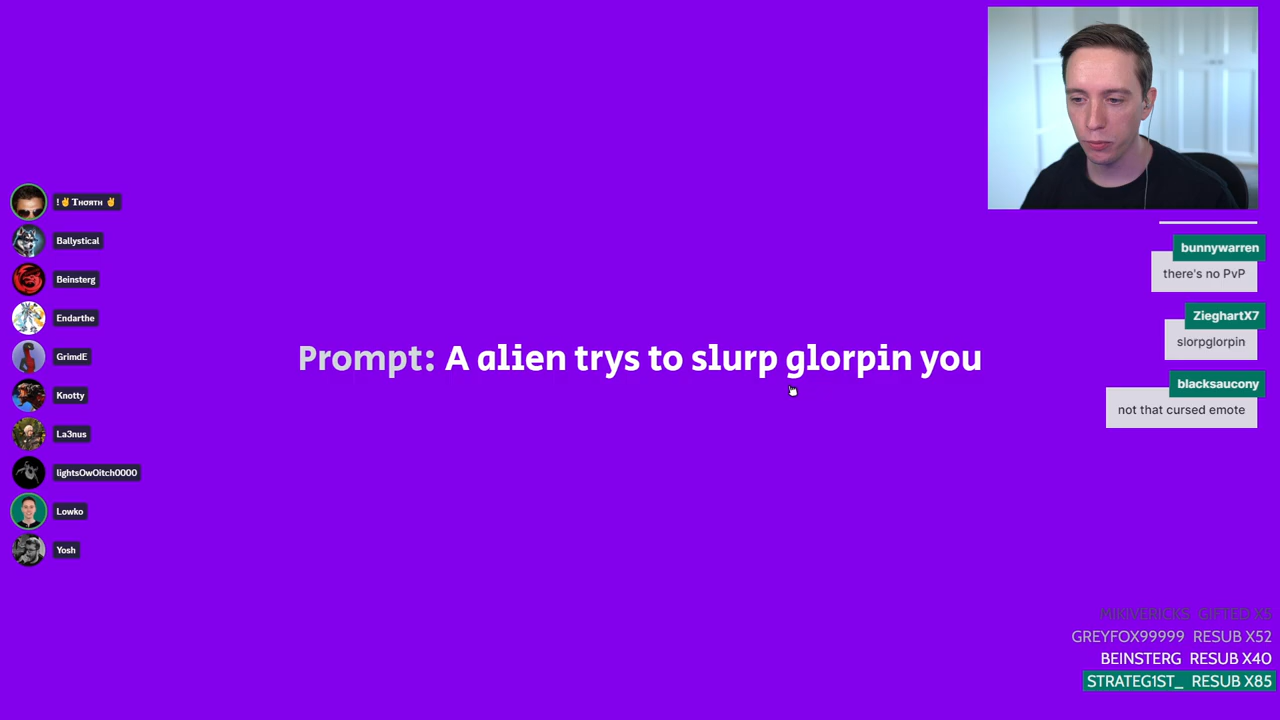 ! ✌ Tнσятн ✌
Ballystical
Beinsterg
Endarthe
GrimdE
Knotty
La3nus
lightsOwOitch0000
Lowko
Yosh
Prompt: A alien trys to slurp glorpin you
bunnywarren
there's no PvP
ZieghartX7
slorpglorpin
blacksaucony
not that cursed emote
MIKIVERICKS GIFTED X5
GREYFOX99999 RESUB X52
BEINSTERG RESUB X40
STRATEG1ST_ RESUB X85